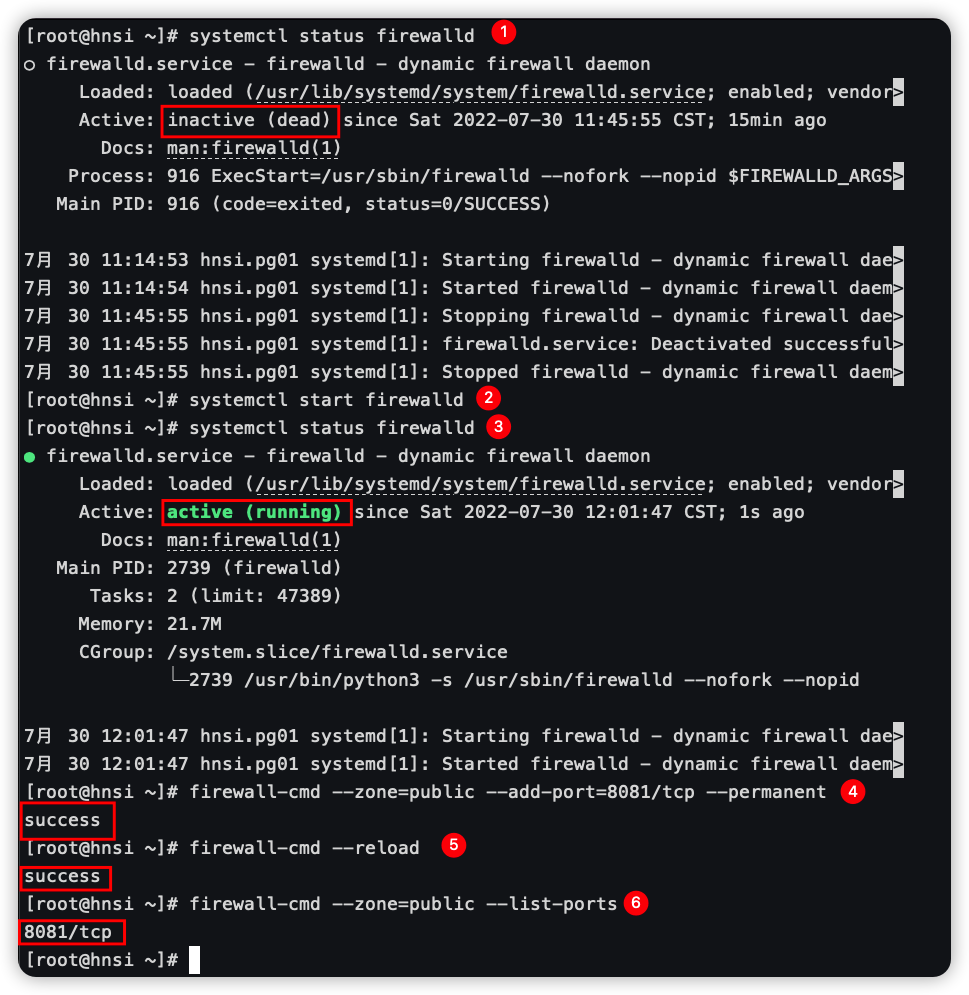 [root@hnsi ~]# systemctl status firewalld 1
○ firewalld.service - firewalld - dynamic firewall daemon
Loaded: loaded (/usr/lib/systemd/system/firewalld.service; enabled; vendor>
Active: inactive (dead) since Sat 2022-07-30 11:45:55 CST; 15min ago
Docs: man:firewalld(1)
Process: 916 ExecStart=/usr/sbin/firewalld --nofork --nopid $FIREWALLD_ARGS>
Main PID: 916 (code=exited, status=0/SUCCESS)
7月 30 11:14:53 hnsi.pg01 systemd[1]: Starting firewalld - dynamic firewall dae>
7月 30 11:14:54 hnsi.pg01 systemd[1]: Started firewalld - dynamic firewall daem>
7月 30 11:45:55 hnsi.pg01 systemd[1]: Stopping firewalld - dynamic firewall dae>
7月 30 11:45:55 hnsi.pg01 systemd[1]: firewalld.service: Deactivated successful>
7月 30 11:45:55 hnsi.pg01 systemd[1]: Stopped firewalld - dynamic firewall daem>
[root@hnsi ~]# systemctl start firewalld 2
[root@hnsi ~]# systemctl status firewalld 3
● firewalld.service - firewalld - dynamic firewall daemon
Loaded: loaded (/usr/lib/systemd/system/firewalld.service; enabled; vendor>
Active: active (running) since Sat 2022-07-30 12:01:47 CST; 1s ago
Docs: man:firewalld(1)
Main PID: 2739 (firewalld)
Tasks: 2 (limit: 47389)
Memory: 21.7M
CGroup: /system.slice/firewalld.service
└─2739 /usr/bin/python3 -s /usr/sbin/firewalld --nofork --nopid
7月 30 12:01:47 hnsi.pg01 systemd[1]: Starting firewalld - dynamic firewall dae>
7月 30 12:01:47 hnsi.pg01 systemd[1]: Started firewalld - dynamic firewall daem>
[root@hnsi ~]# firewall-cmd --zone=public --add-port=8081/tcp --permanent 4
success
[root@hnsi ~]# firewall-cmd --reload 5
success
[root@hnsi ~]# firewall-cmd --zone=public --list-ports 6
8081/tcp
[root@hnsi ~]#